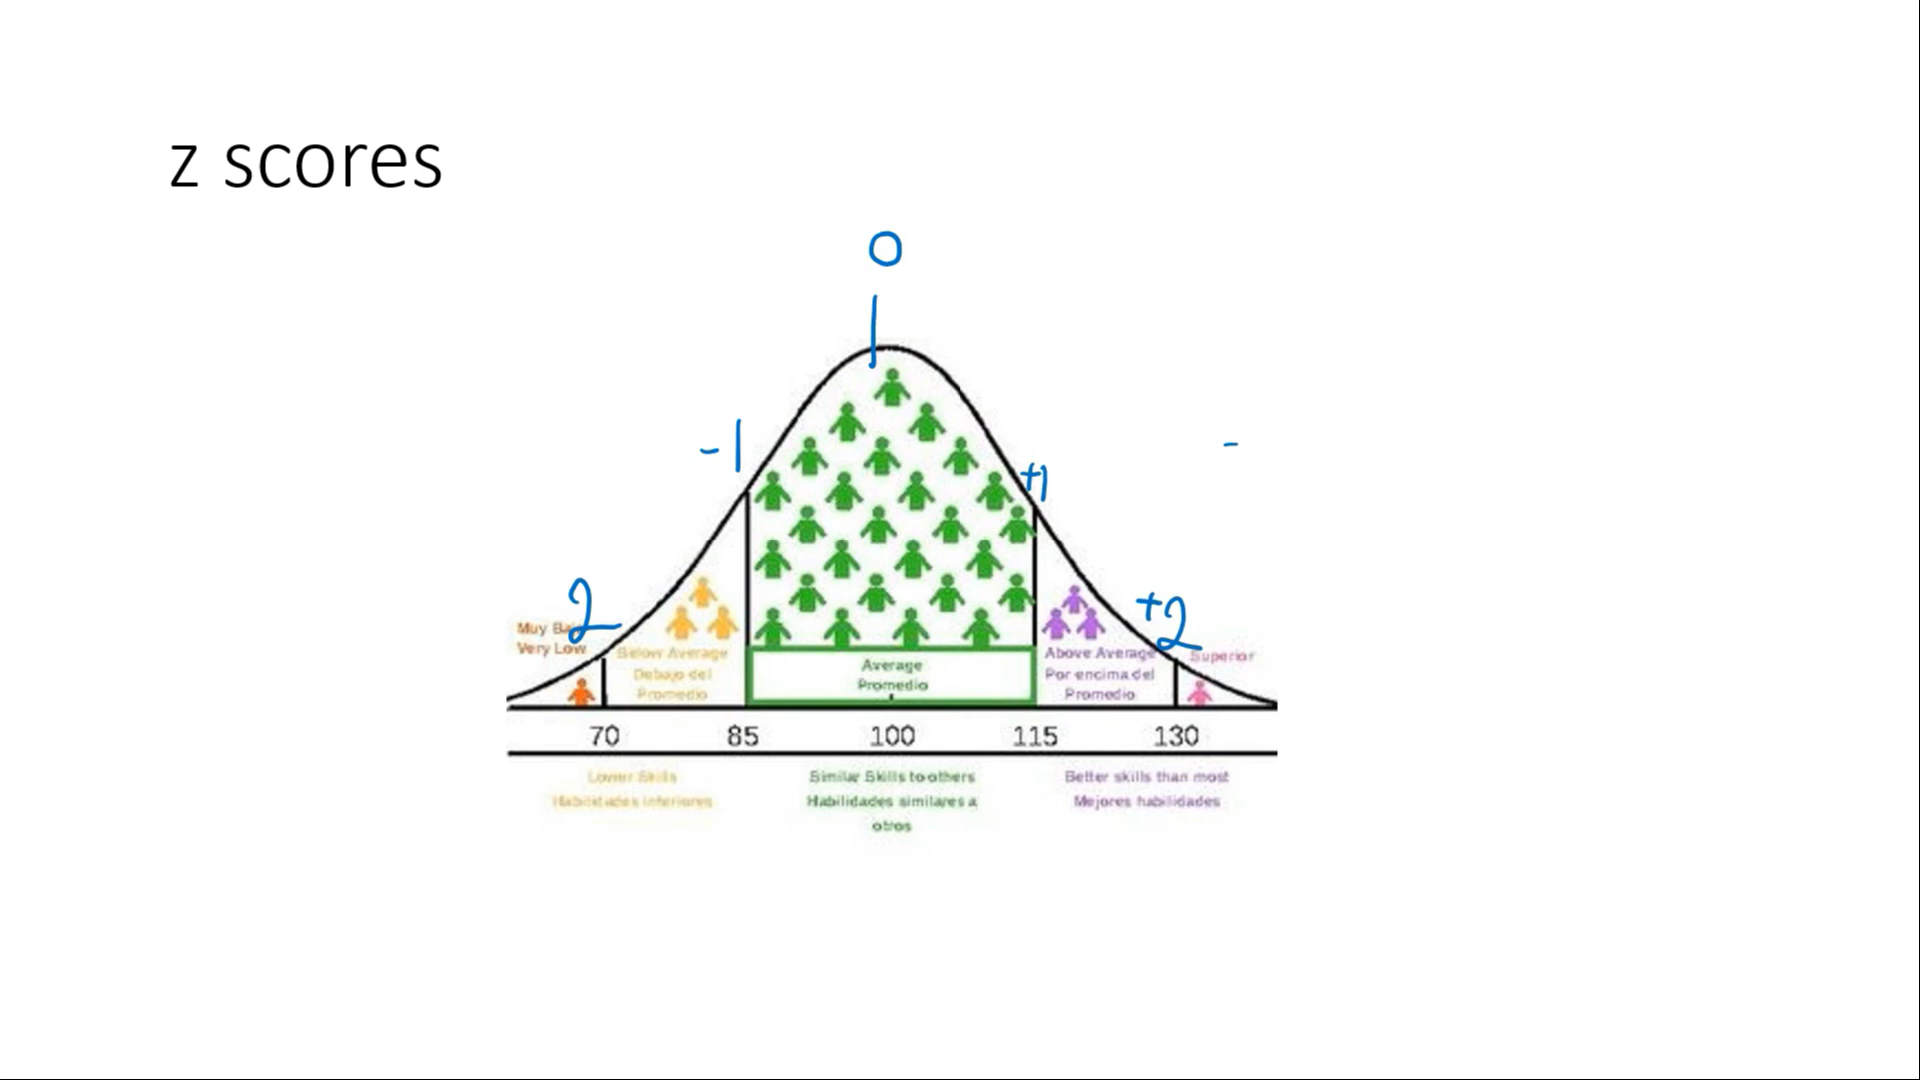 z scores
0
-1
+1
-
2
+2
Muy Baj
Very Low
Below Average
Debajo del
Promedio
Average
Promedio
Above Average
Por encima del
Promedio
Superior
70 85 100 115 130
Lower Skills
Habilidades inferiores
Similar Skills to others
Habilidades similares a
otros
Better skills than most
Mejores habilidades